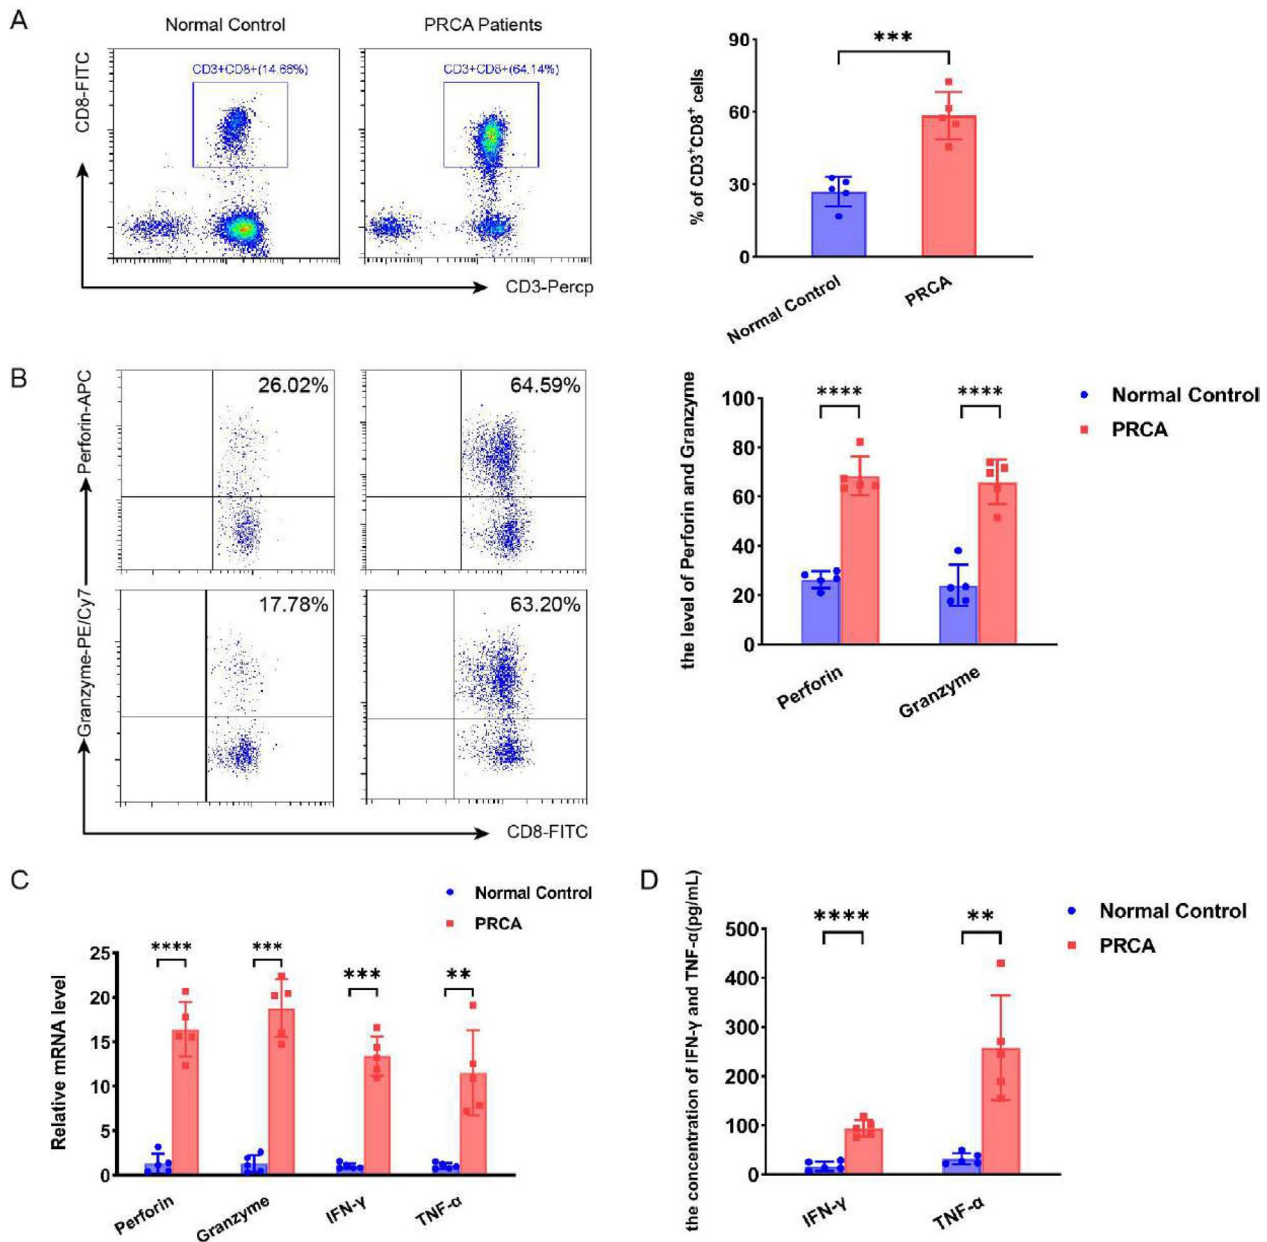 A
Normal Control
PRCA Patients
CD8-FITC
CD3+CD8+(14.66%)
CD3+CD8+(64.14%)
CD3-Percp
% of CD3+CD8+ cells
90
60
30
0
***
Normal Control
PRCA
B
Perforin-APC
Granzyme-PE/Cy7
26.02%
64.59%
17.78%
63.20%
CD8-FITC
the level of Perforin and Granzyme
100
80
60
40
20
0
****
****
Perforin
Granzyme
Normal Control
PRCA
C
Normal Control
PRCA
Relative mRNA level
25
20
15
10
5
0
****
***
***
**
Perforin
Granzyme
IFN-γ
TNF-α
D
the concentration of IFN-γ and TNF-α(pg/mL)
Normal Control
PRCA
500
400
300
200
100
0
****
**
IFN-γ
TNF-α